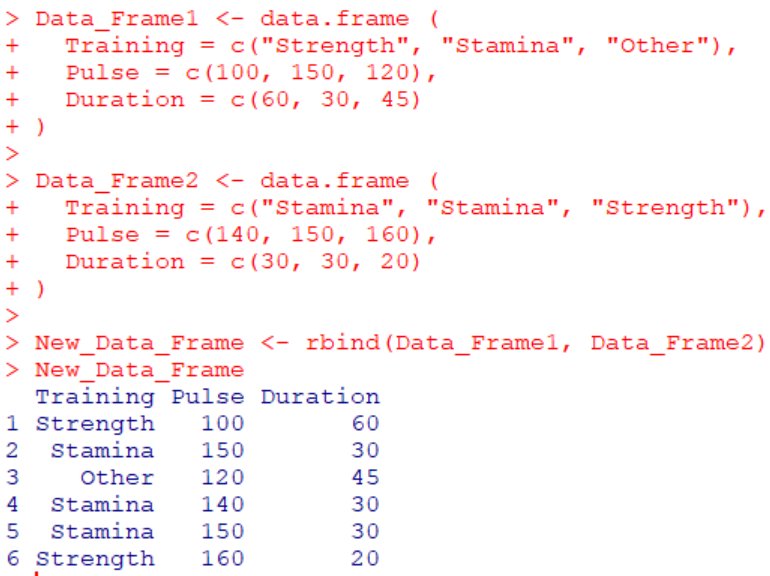 > Data_Frame1 <- data.frame (
+   Training = c("Strength", "Stamina", "Other"),
+   Pulse = c(100, 150, 120),
+   Duration = c(60, 30, 45)
+ )
>
> Data_Frame2 <- data.frame (
+   Training = c("Stamina", "Stamina", "Strength"),
+   Pulse = c(140, 150, 160),
+   Duration = c(30, 30, 20)
+ )
>
> New_Data_Frame <- rbind(Data_Frame1, Data_Frame2)
> New_Data_Frame
  Training Pulse Duration
1 Strength   100       60
2  Stamina   150       30
3    Other   120       45
4  Stamina   140       30
5  Stamina   150       30
6 Strength   160       20